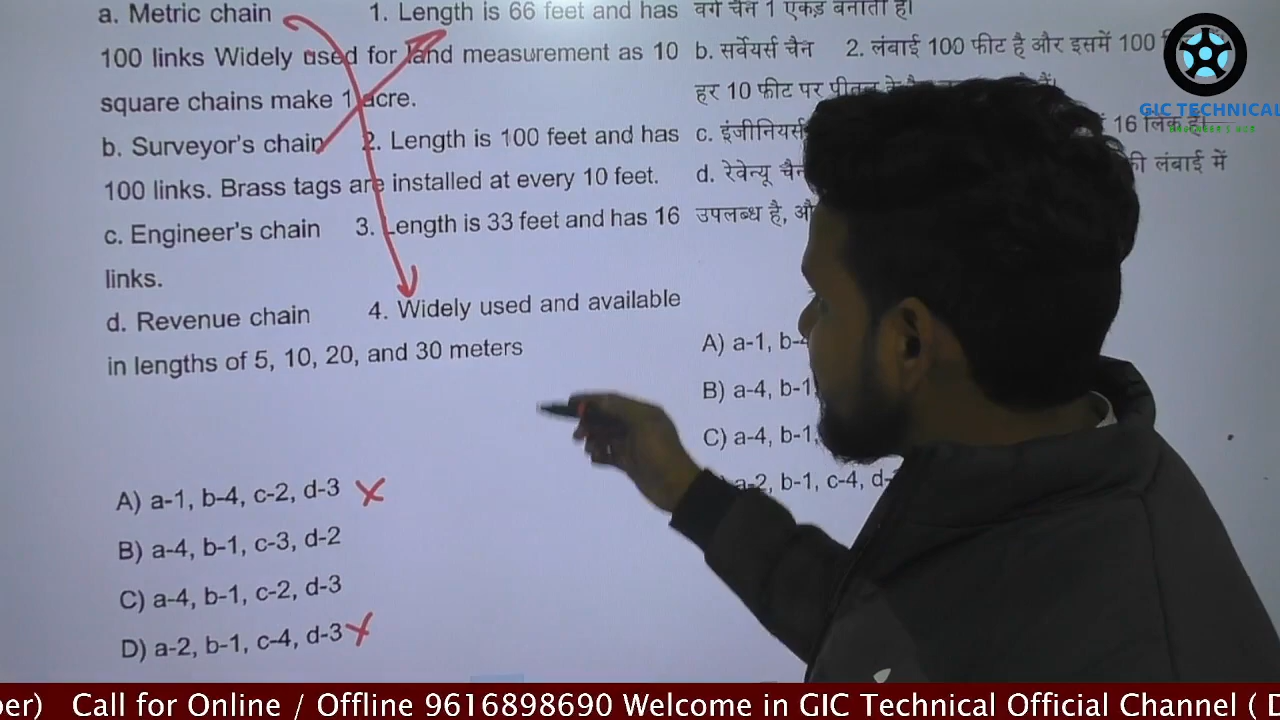 a. Metric chain 1. Length is 66 feet and has
100 links Widely used for land measurement as 10
square chains make 1 acre.
b. Surveyor's chain 2. Length is 100 feet and has
100 links. Brass tags are installed at every 10 feet.
c. Engineer's chain 3. Length is 33 feet and has 16
links.
d. Revenue chain 4. Widely used and available
in lengths of 5, 10, 20, and 30 meters
A) a-1, b-4, c-2, d-3
B) a-4, b-1, c-3, d-2
C) a-4, b-1, c-2, d-3
D) a-2, b-1, c-4, d-3
वर्ग चैन 1 एकड़ बनाती है।
b. सर्वेयर्स चैन 2. लंबाई 100 फीट है और इसमें 100
हर 10 फीट पर पीतल के
c. इंजीनियर्स 16 लिंक हैं।
d. रेवेन्यू चैन की लंबाई में
उपलब्ध है, और
A) a-1, b-4
B) a-4, b-1,
C) a-4, b-1,
a-2, b-1, c-4, d-
GIC TECHNICAL
ENGINEER'S HUB
ber) Call for Online / Offline 9616898690 Welcome in GIC Technical Official Channel ( D